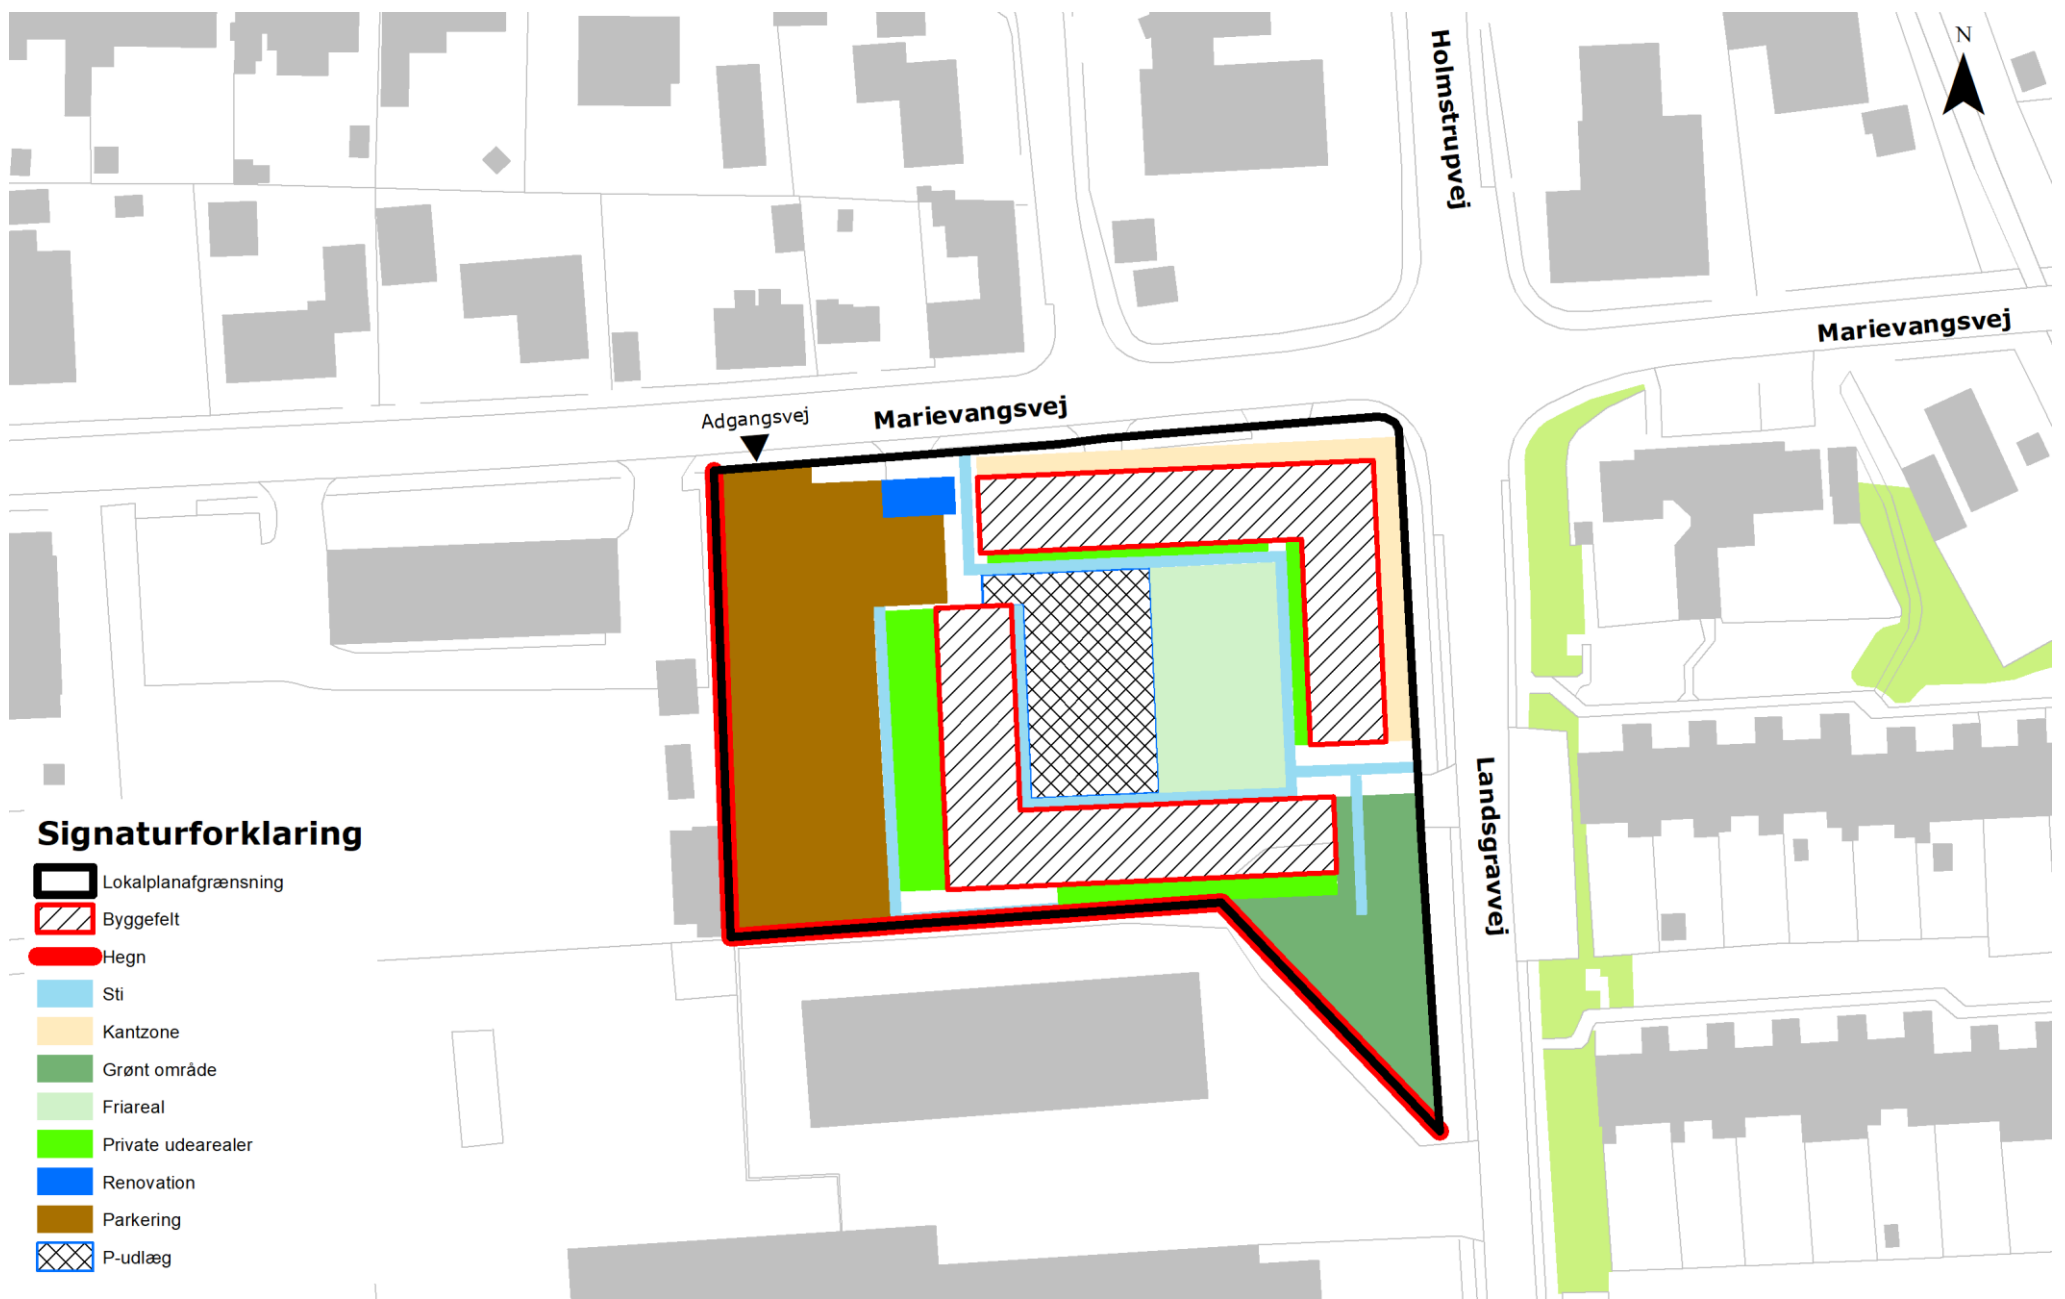 N
Holmstrupvej
Marievangsvej
Marievangsvej
Adgangsvej
Landsgravvej
Signaturforklaring
Lokalplanafgrænsning
Byggefelt
Hegn
Sti
Kantzone
Grønt område
Friareal
Private udearealer
Renovation
Parkering
P-udlæg